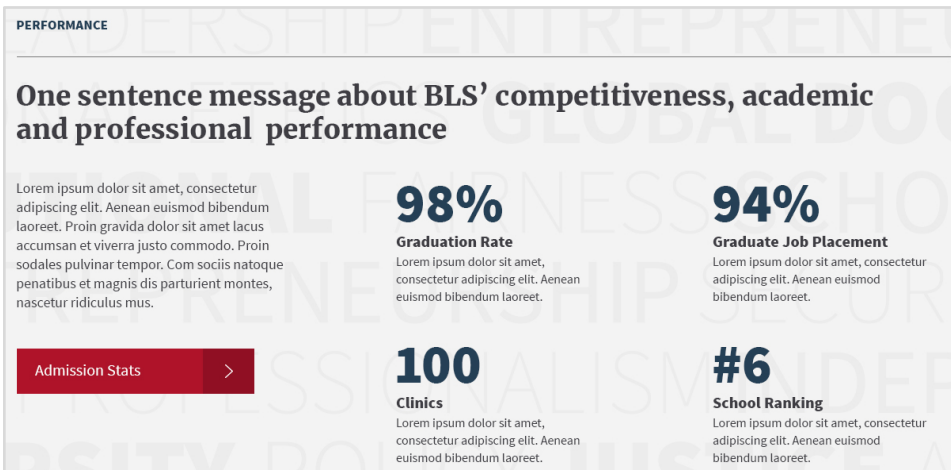 PERFORMANCE
One sentence message about BLS’ competitiveness, academic
and professional performance
Lorem ipsum dolor sit amet, consectetur
adipiscing elit. Aenean euismod bibendum
laoreet. Proin gravida dolor sit amet lacus
accumsan et viverra justo commodo. Proin
sodales pulvinar tempor. Com sociis natoque
penatibus et magnis dis parturient montes,
nascetur ridiculus mus.
Admission Stats
98%
Graduation Rate
Lorem ipsum dolor sit amet,
consectetur adipiscing elit. Aenean
euismod bibendum laoreet.
94%
Graduate Job Placement
Lorem ipsum dolor sit amet, consectetur
adipiscing elit. Aenean euismod
bibendum laoreet.
100
Clinics
Lorem ipsum dolor sit amet,
consectetur adipiscing elit. Aenean
euismod bibendum laoreet.
#6
School Ranking
Lorem ipsum dolor sit amet, consectetur
adipiscing elit. Aenean euismod
bibendum laoreet.
LEADERSHIP
ETHICS GLOBAL
FAIRNESS
PROFESSIONALISM